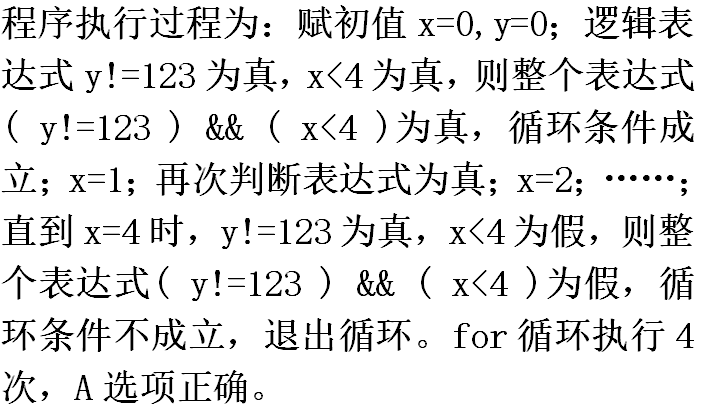 程序执行过程为：赋初值 x=0,y=0；逻辑表
达式 y!=123 为真，x<4 为真，则整个表达式
( y!=123 ) && ( x<4 )为真，循环条件成
立；x=1；再次判断表达式为真；x=2；……；
直到 x=4 时，y!=123 为真，x<4 为假，则整
个表达式( y!=123 ) && ( x<4 )为假，循
环条件不成立，退出循环。for 循环执行 4
次，A 选项正确。